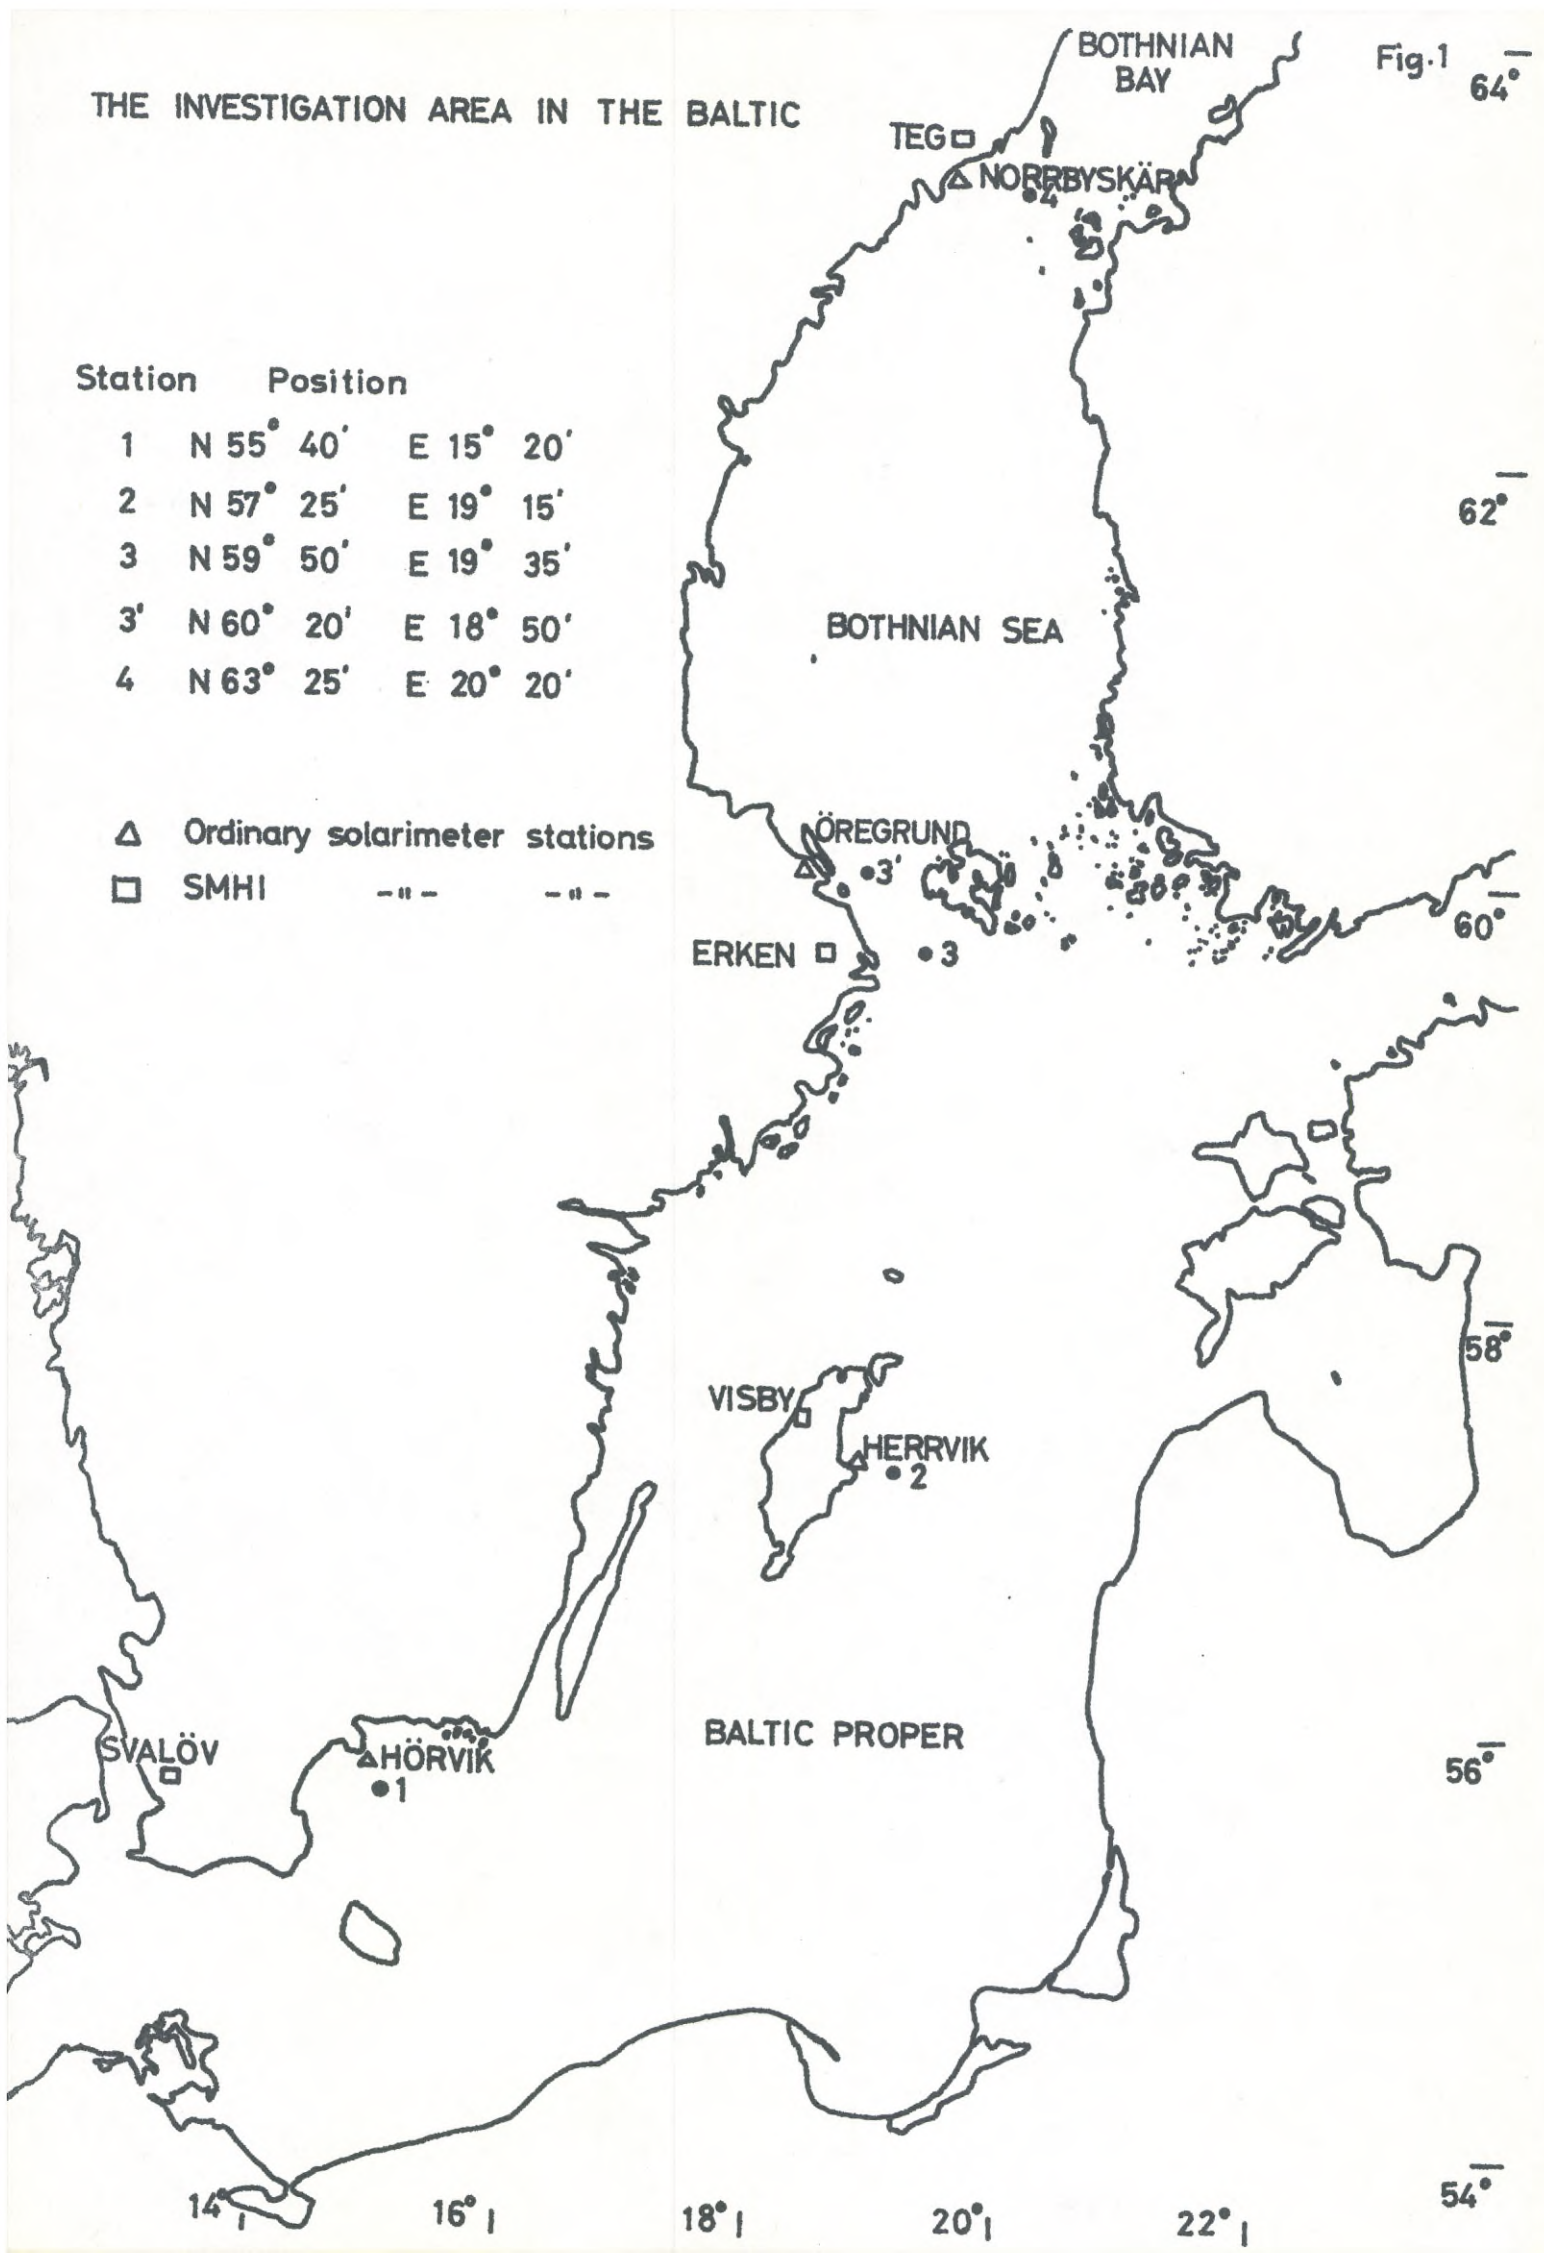 Fig.1
BOTHNIAN
BAY
64°
THE INVESTIGATION AREA IN THE BALTIC
TEG
NORRBYSKÄR
4
Station Position
1 N 55° 40' E 15° 20'
2 N 57° 25' E 19° 15'
3 N 59° 50' E 19° 35'
3' N 60° 20' E 18° 50'
4 N 63° 25' E 20° 20'
62°
BOTHNIAN SEA
△ Ordinary solarimeter stations
□ SMHI -"- -"-
ÖREGRUND
3'
60°
ERKEN
3
58°
VISBY
HERRVIK
2
BALTIC PROPER
SVALÖV
HÖRVIK
1
56°
54°
14° 16° 18° 20° 22°